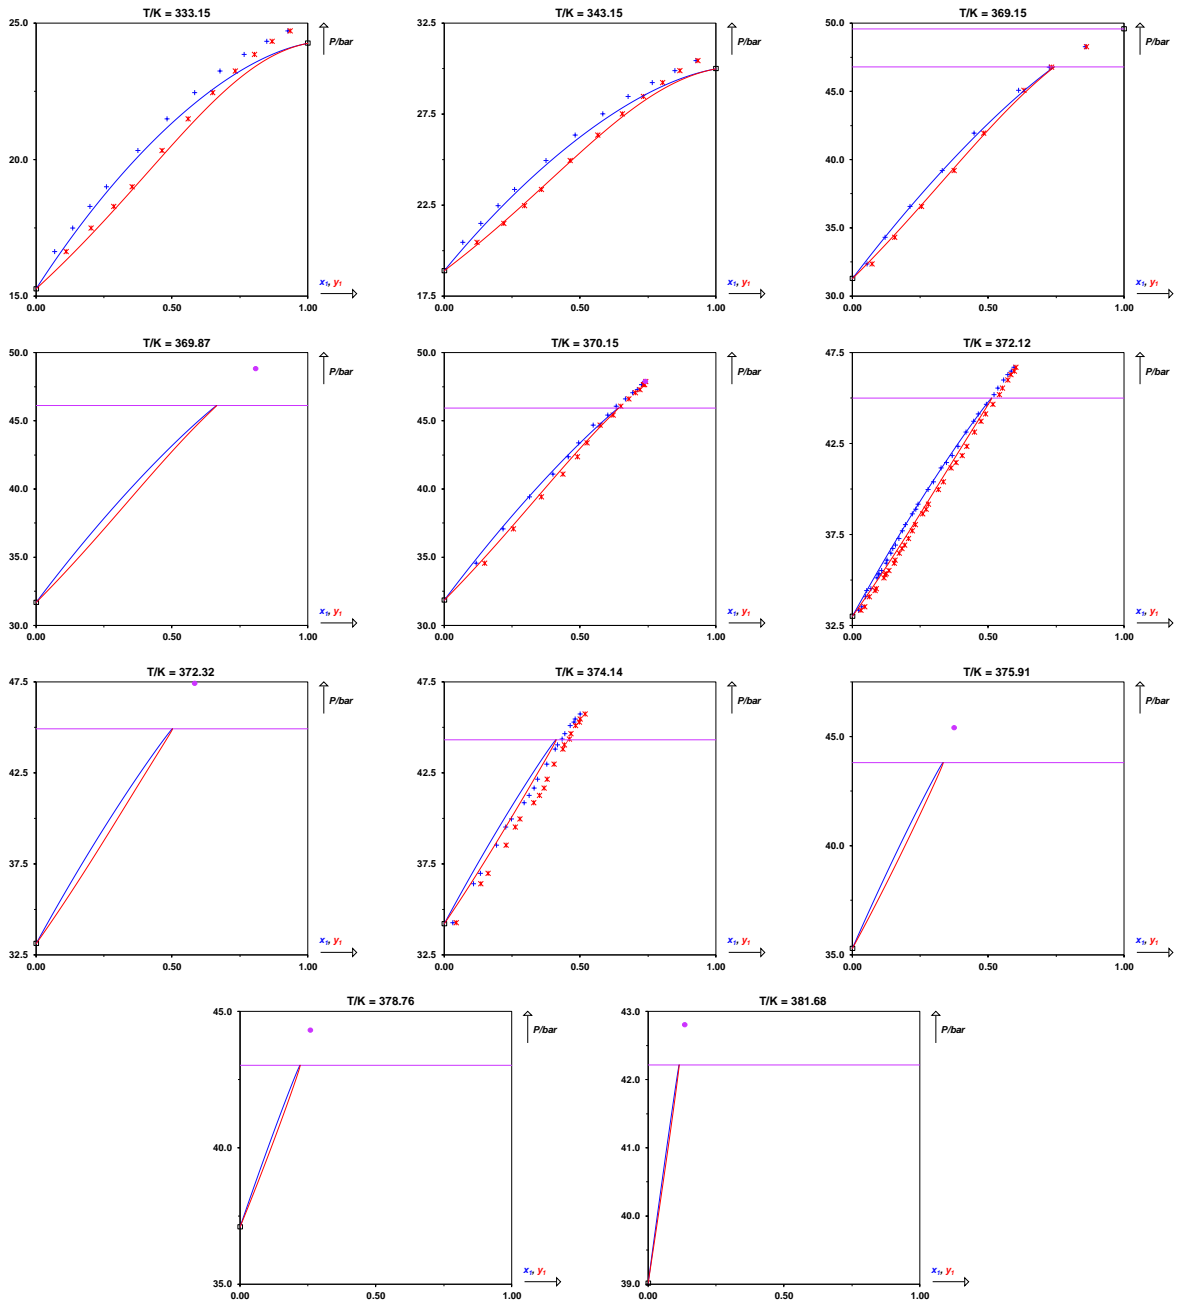 T/K = 333.15
25.0
20.0
15.0
0.00 0.50 1.00
P/bar
x1, y1
T/K = 343.15
32.5
27.5
22.5
17.5
0.00 0.50 1.00
P/bar
x1, y1
T/K = 369.15
50.0
45.0
40.0
35.0
30.0
0.00 0.50 1.00
P/bar
x1, y1
T/K = 369.87
50.0
45.0
40.0
35.0
30.0
0.00 0.50 1.00
P/bar
x1, y1
T/K = 370.15
50.0
45.0
40.0
35.0
30.0
0.00 0.50 1.00
P/bar
x1, y1
T/K = 372.12
47.5
42.5
37.5
32.5
0.00 0.50 1.00
P/bar
x1, y1
T/K = 372.32
47.5
42.5
37.5
32.5
0.00 0.50 1.00
P/bar
x1, y1
T/K = 374.14
47.5
42.5
37.5
32.5
0.00 0.50 1.00
P/bar
x1, y1
T/K = 375.91
45.0
40.0
35.0
0.00 0.50 1.00
P/bar
x1, y1
T/K = 378.76
45.0
40.0
35.0
0.00 0.50 1.00
P/bar
x1, y1
T/K = 381.68
43.0
42.0
41.0
40.0
39.0
0.00 0.50 1.00
P/bar
x1, y1